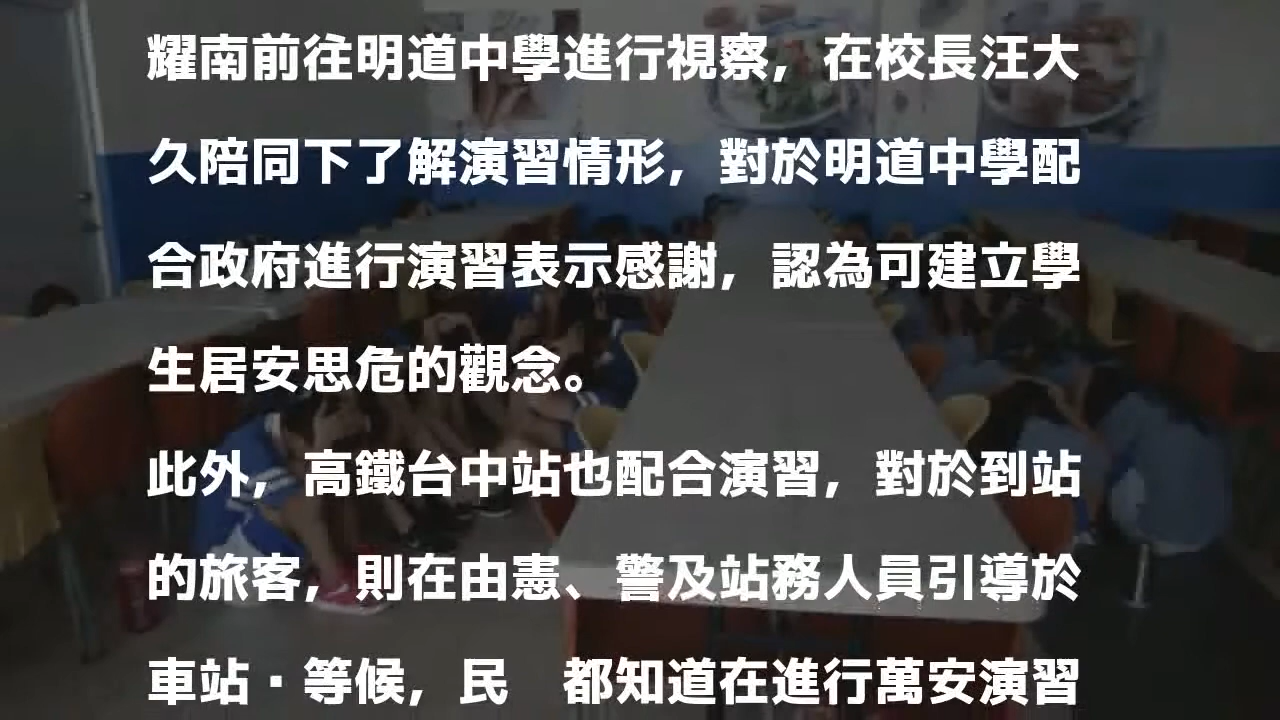 耀南前往明道中學進行視察，在校長汪大
久陪同下了解演習情形，對於明道中學配
合政府進行演習表示感謝，認為可建立學
生居安思危的觀念。
此外，高鐵台中站也配合演習，對於到站
的旅客，則在由憲、警及站務人員引導於
車站▪等候，民　都知道在進行萬安演習